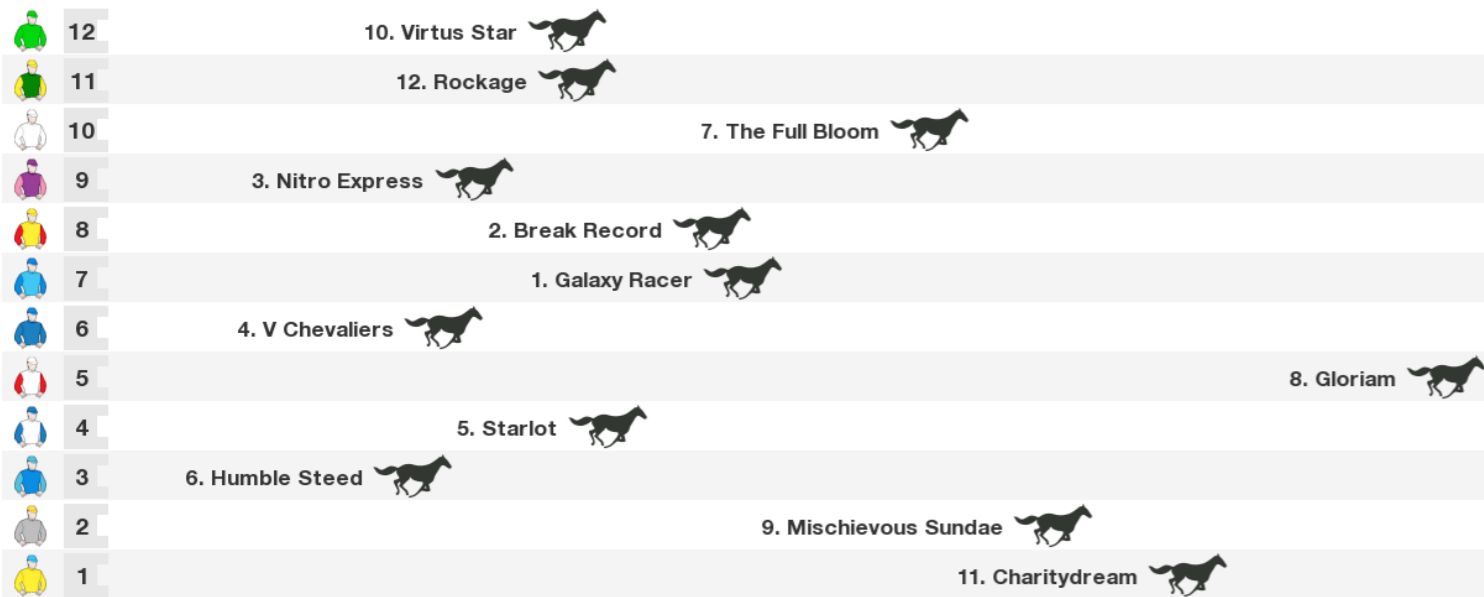 12 10. Virtus Star
11 12. Rockage
10 7. The Full Bloom
9 3. Nitro Express
8 2. Break Record
7 1. Galaxy Racer
6 4. V Chevaliers
5 8. Gloriam
4 5. Starlot
3 6. Humble Steed
2 9. Mischievous Sundae
1 11. Charitydream